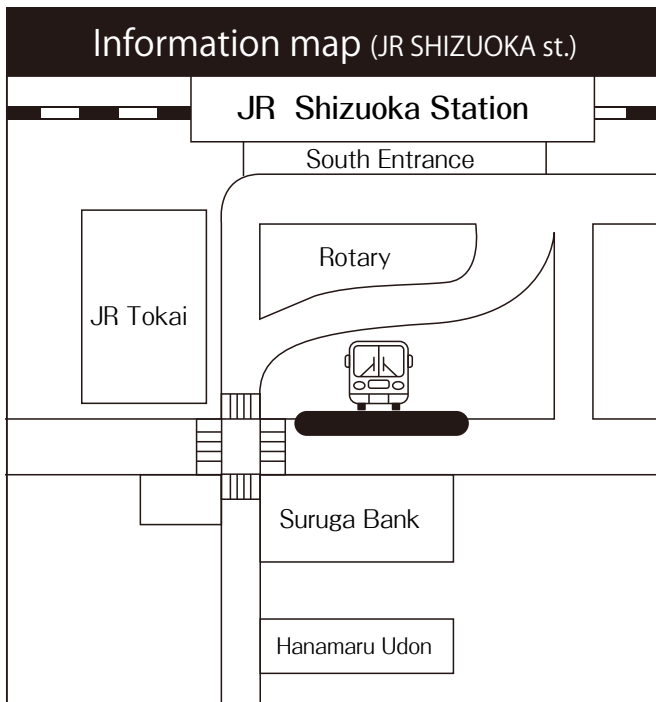 Information map (JR SHIZUOKA st.)
JR Shizuoka Station
South Entrance
Rotary
JR Tokai
Suruga Bank
Hanamaru Udon